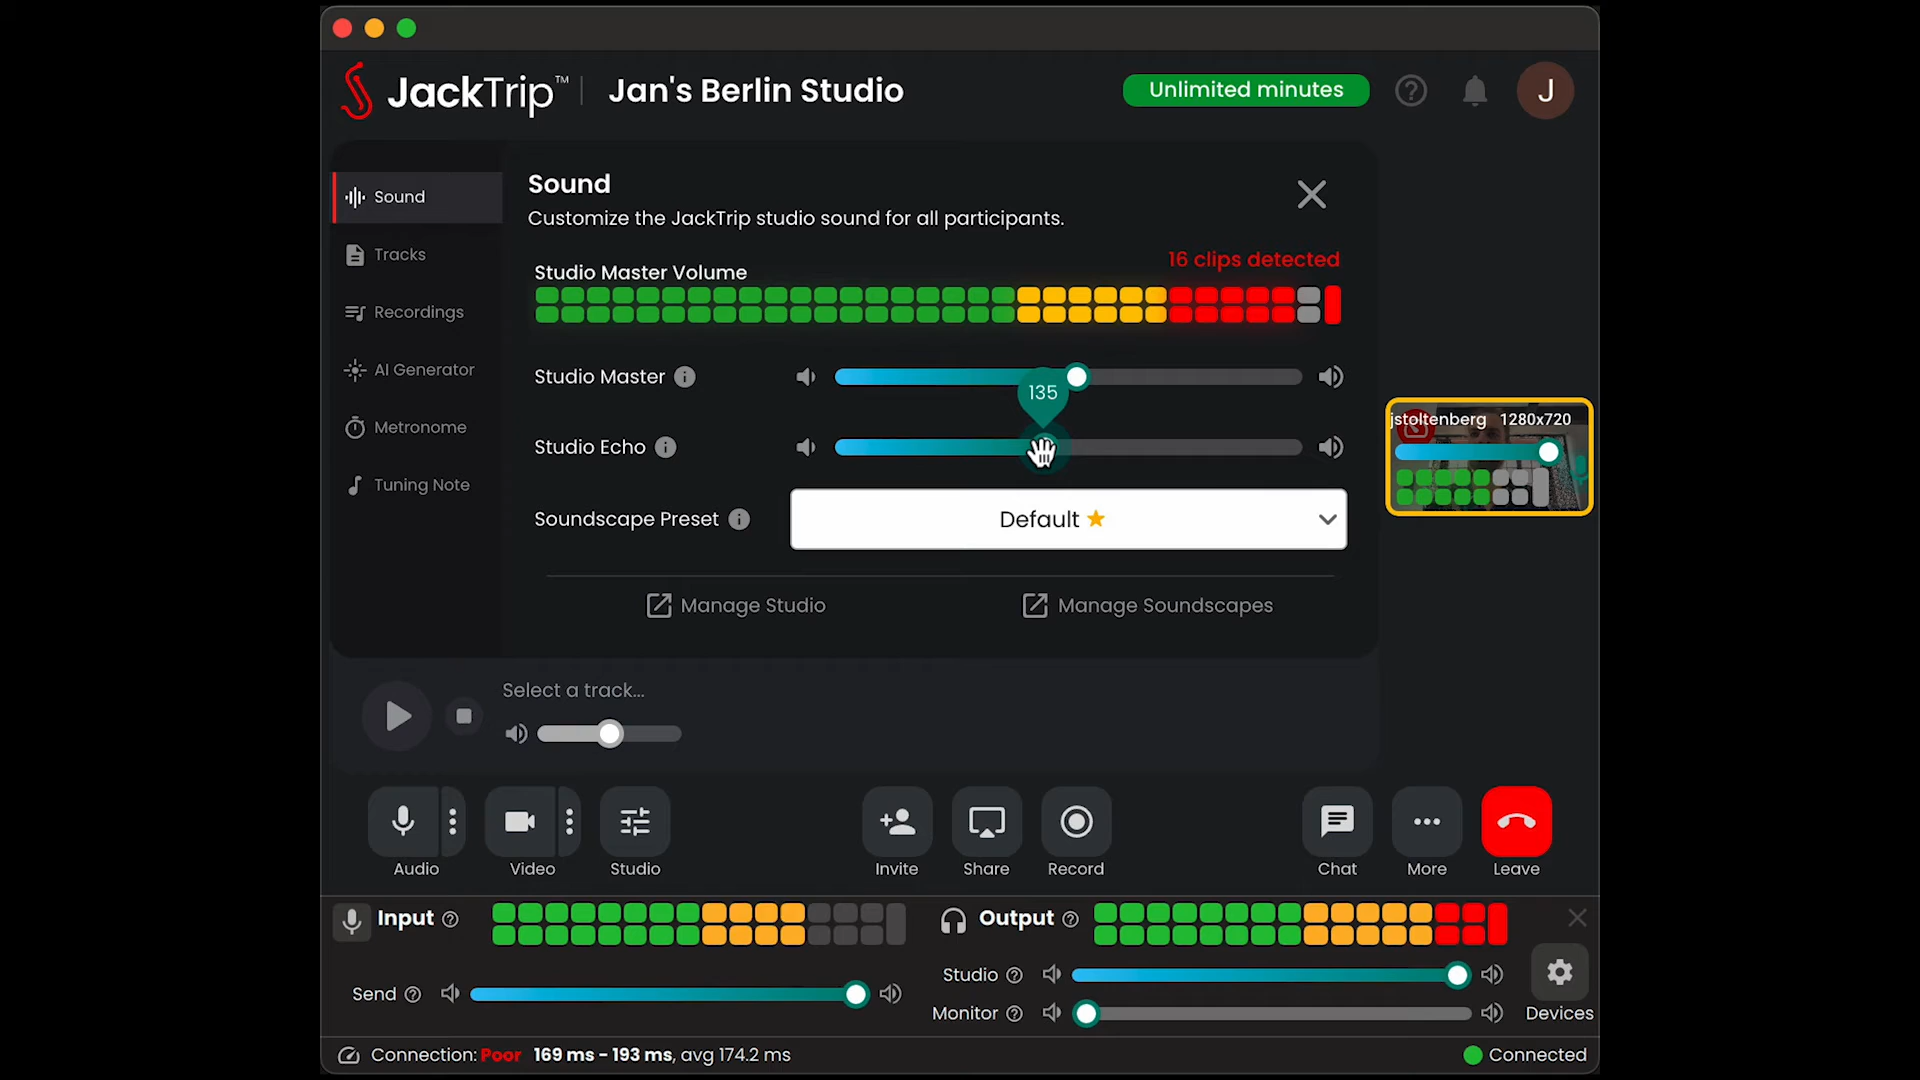 JackTrip™ Jan's Berlin Studio Unlimited minutes J
Sound
Tracks
Recordings
AI Generator
Metronome
Tuning Note
Sound
Customize the JackTrip studio sound for all participants.
16 clips detected
Studio Master Volume
Studio Master
135
Studio Echo
Soundscape Preset Default
Manage Studio Manage Soundscapes
jstoltenberg 1280x720
Select a track...
Audio Video Studio Invite Share Record Chat More Leave
Input Output
Studio
Send
Monitor Devices
Connection: Poor 169 ms - 193 ms, avg 174.2 ms Connected